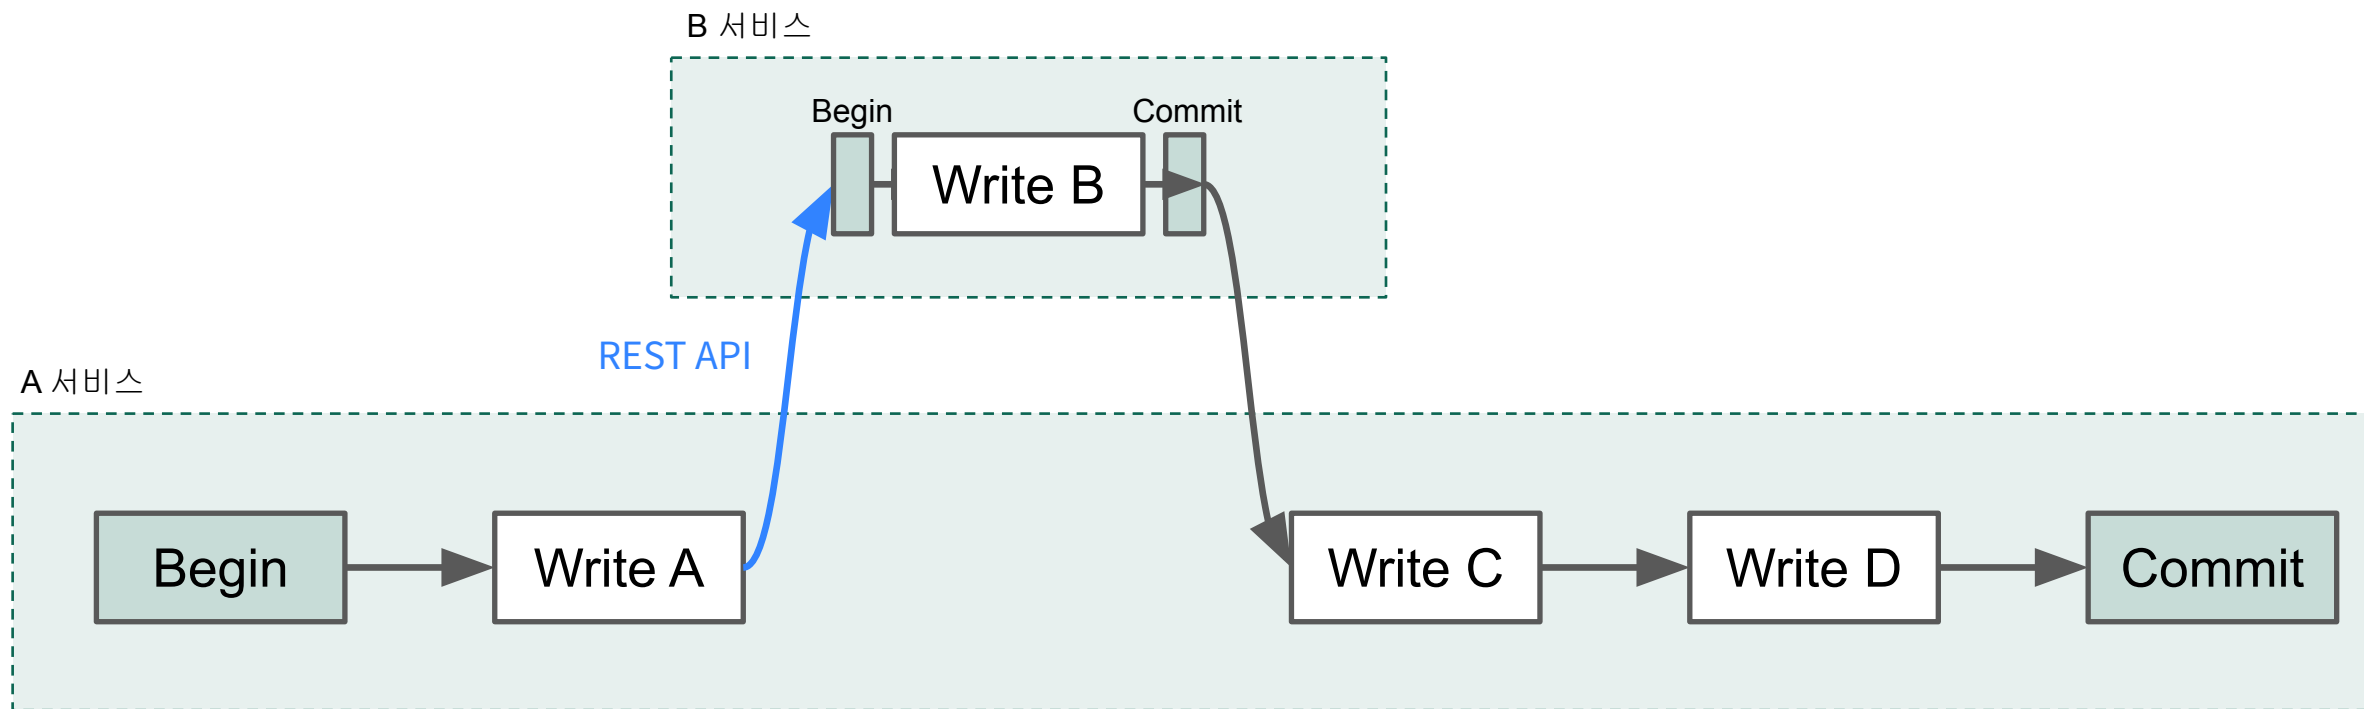 B 서비스
Begin
Commit
Write B
REST API
A 서비스
Begin
Write A
Write C
Write D
Commit